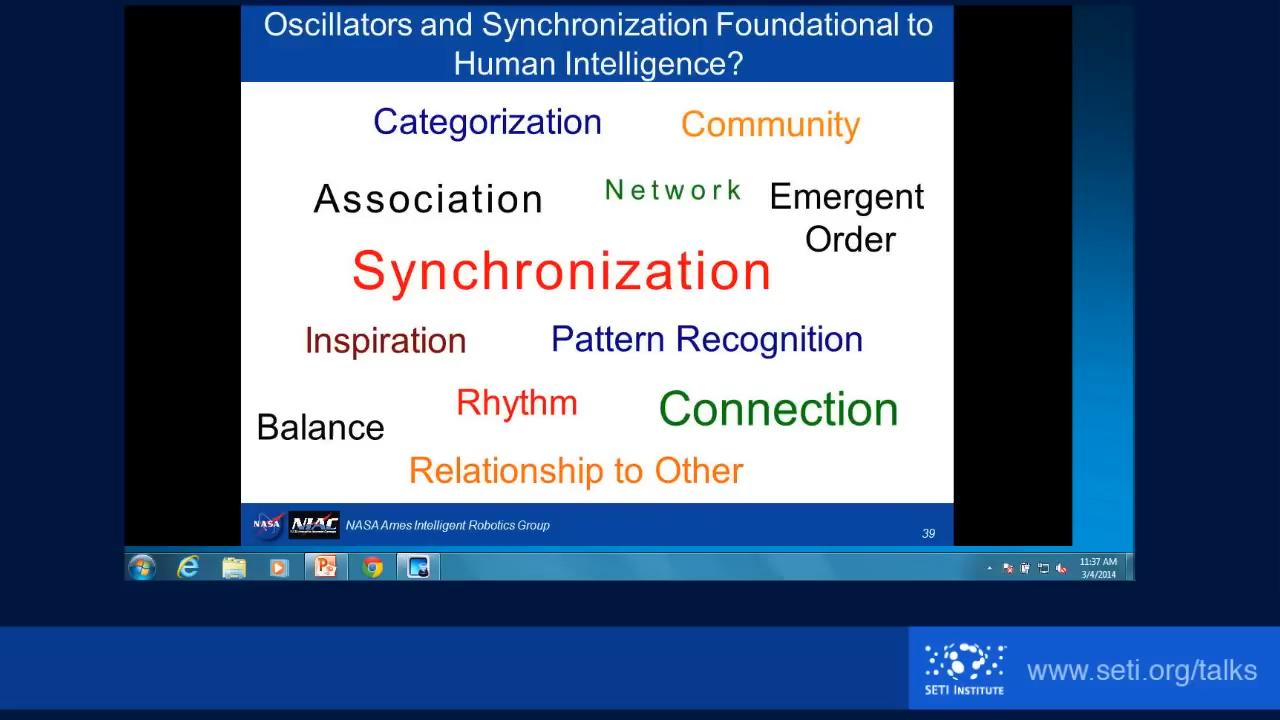 Oscillators and Synchronization Foundational to
Human Intelligence?
Categorization
Community
Association
Network
Emergent
Order
Synchronization
Inspiration
Pattern Recognition
Rhythm
Connection
Balance
Relationship to Other
NASA
NIAC
NASA Ames Intelligent Robotics Group
39
11:37 AM
3/4/2014
SETI INSTITUTE
www.seti.org/talks